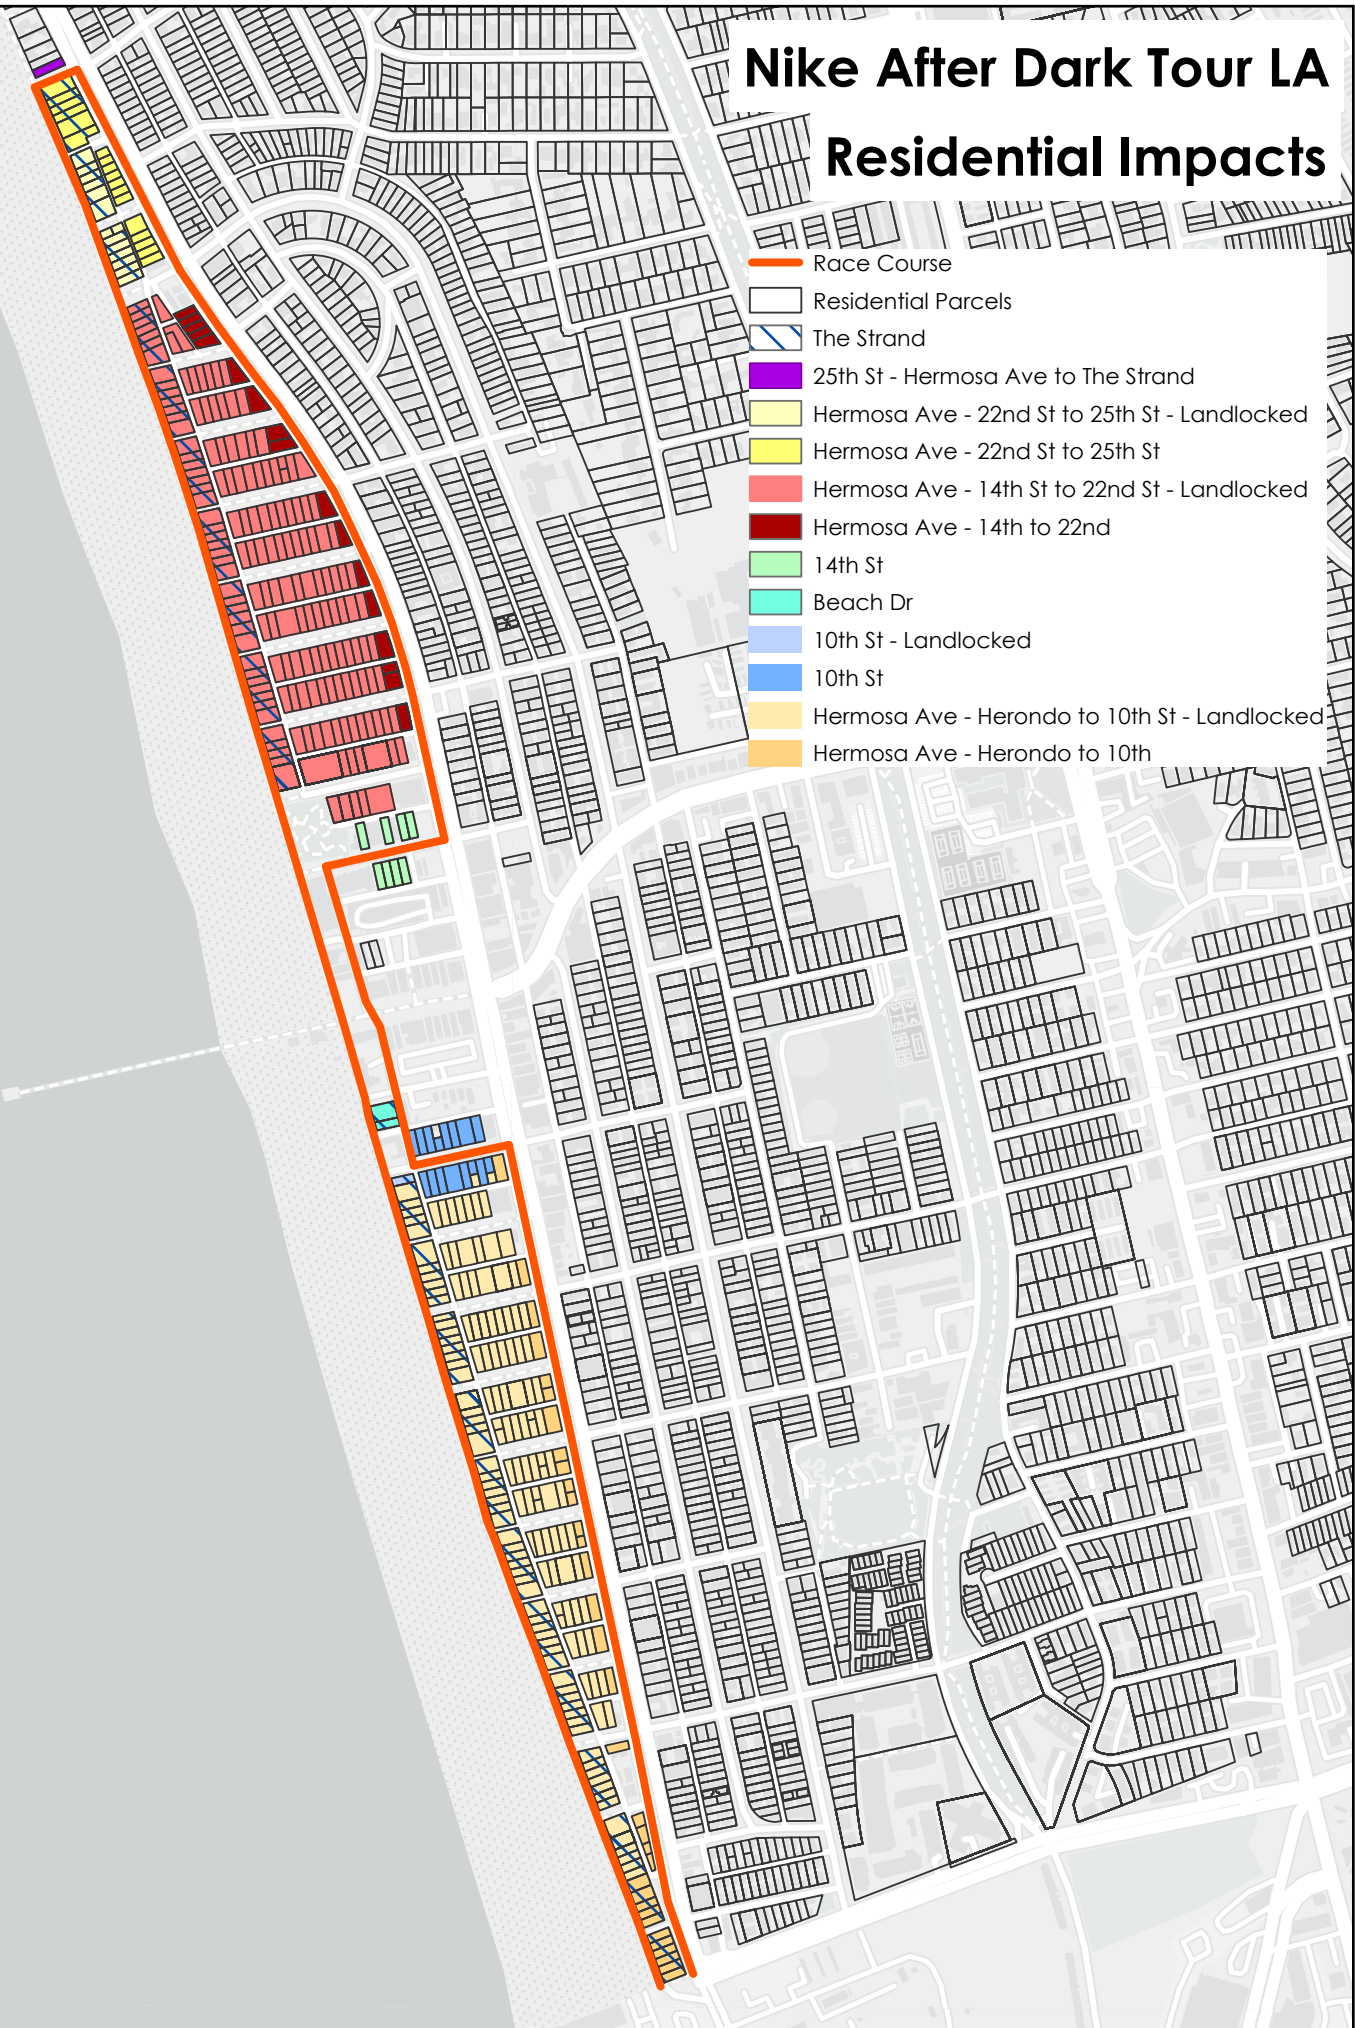 Nike After Dark Tour LA
Residential Impacts
Race Course
Residential Parcels
The Strand
25th St - Hermosa Ave to The Strand
Hermosa Ave - 22nd St to 25th St - Landlocked
Hermosa Ave - 22nd St to 25th St
Hermosa Ave - 14th St to 22nd St - Landlocked
Hermosa Ave - 14th to 22nd
14th St
Beach Dr
10th St - Landlocked
10th St
Hermosa Ave - Herondo to 10th St - Landlocked
Hermosa Ave - Herondo to 10th